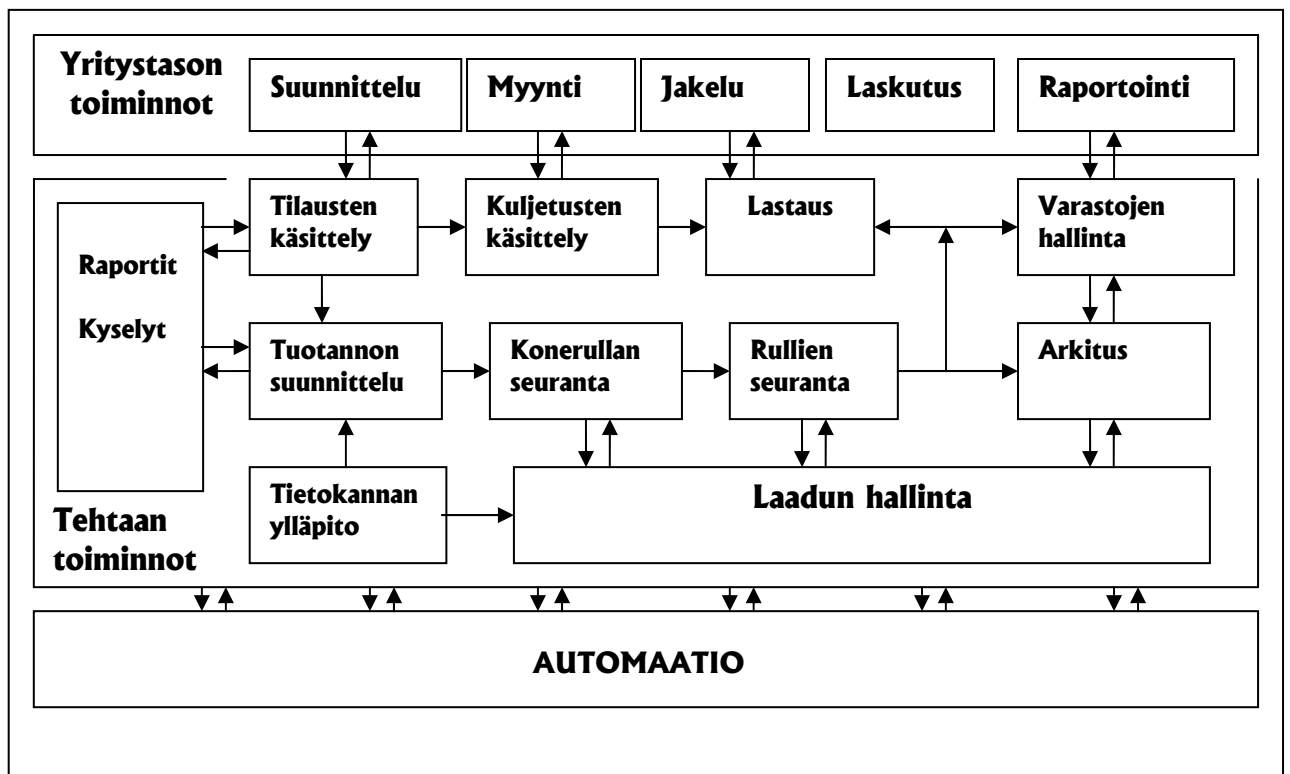 Yritystason
toiminnot
Suunnittelu
Myynti
Jakelu
Laskutus
Raportointi
Raportit
Kyselyt
Tilausten
käsittely
Kuljetusten
käsittely
Lastaus
Varastojen
hallinta
Tuotannon
suunnittelu
Konerullan
seuranta
Rullien
seuranta
Arkitus
Tietokannan
ylläpito
Laadun hallinta
Tehtaan
toiminnot
AUTOMAATIO